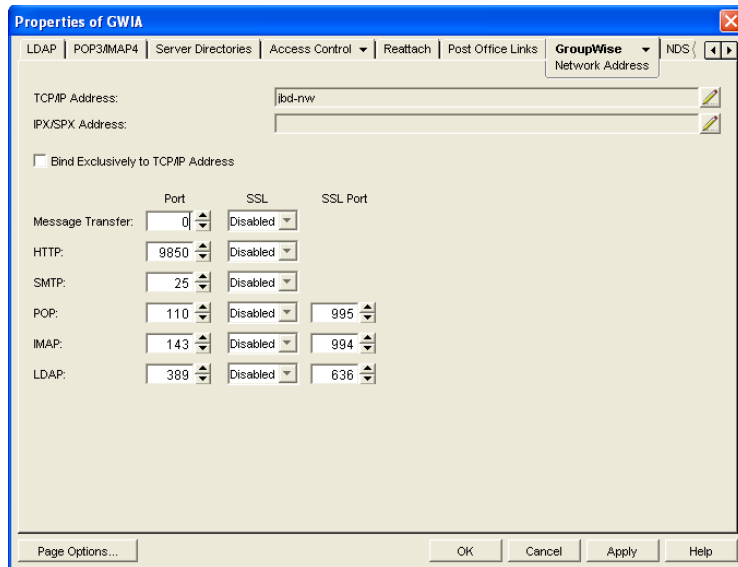 Properties of GWIA
LDAP POP3/IMAP4 Server Directories Access Control Reattach Post Office Links GroupWise NDS
Network Address
TCP/IP Address: jbd-nw
IPX/SPX Address:
Bind Exclusively to TCP/IP Address
Port SSL SSL Port
Message Transfer: 0 Disabled
HTTP: 9850 Disabled
SMTP: 25 Disabled
POP: 110 Disabled 995
IMAP: 143 Disabled 994
LDAP: 389 Disabled 636
Page Options... OK Cancel Apply Help